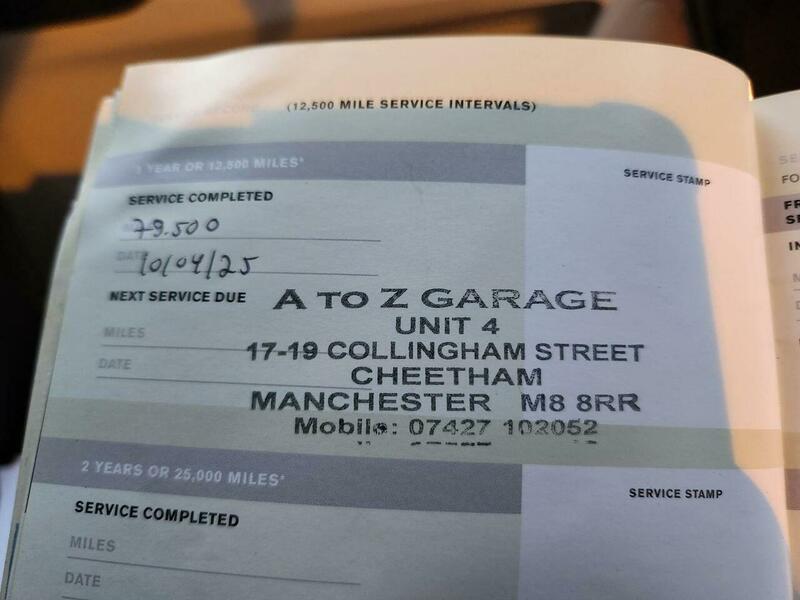 (12,500 MILE SERVICE INTERVALS)
1 YEAR OR 12,500 MILES*
SERVICE STAMP
SERVICE COMPLETED
79.500
DATE 10/04/25
NEXT SERVICE DUE
A TO Z GARAGE
UNIT 4
MILES
17-19 COLLINGHAM STREET
DATE
CHEETHAM
MANCHESTER M8 8RR
Mobile: 07427 102052
2 YEARS OR 25,000 MILES*
SERVICE STAMP
SERVICE COMPLETED
MILES
DATE